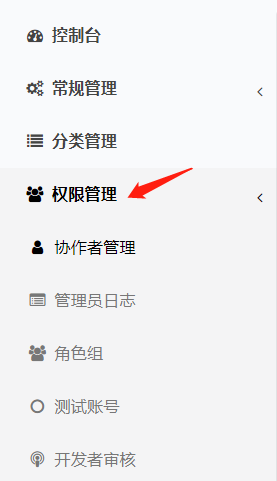 控制台
常规管理
分类管理
权限管理
协作者管理
管理员日志
角色组
测试账号
开发者审核